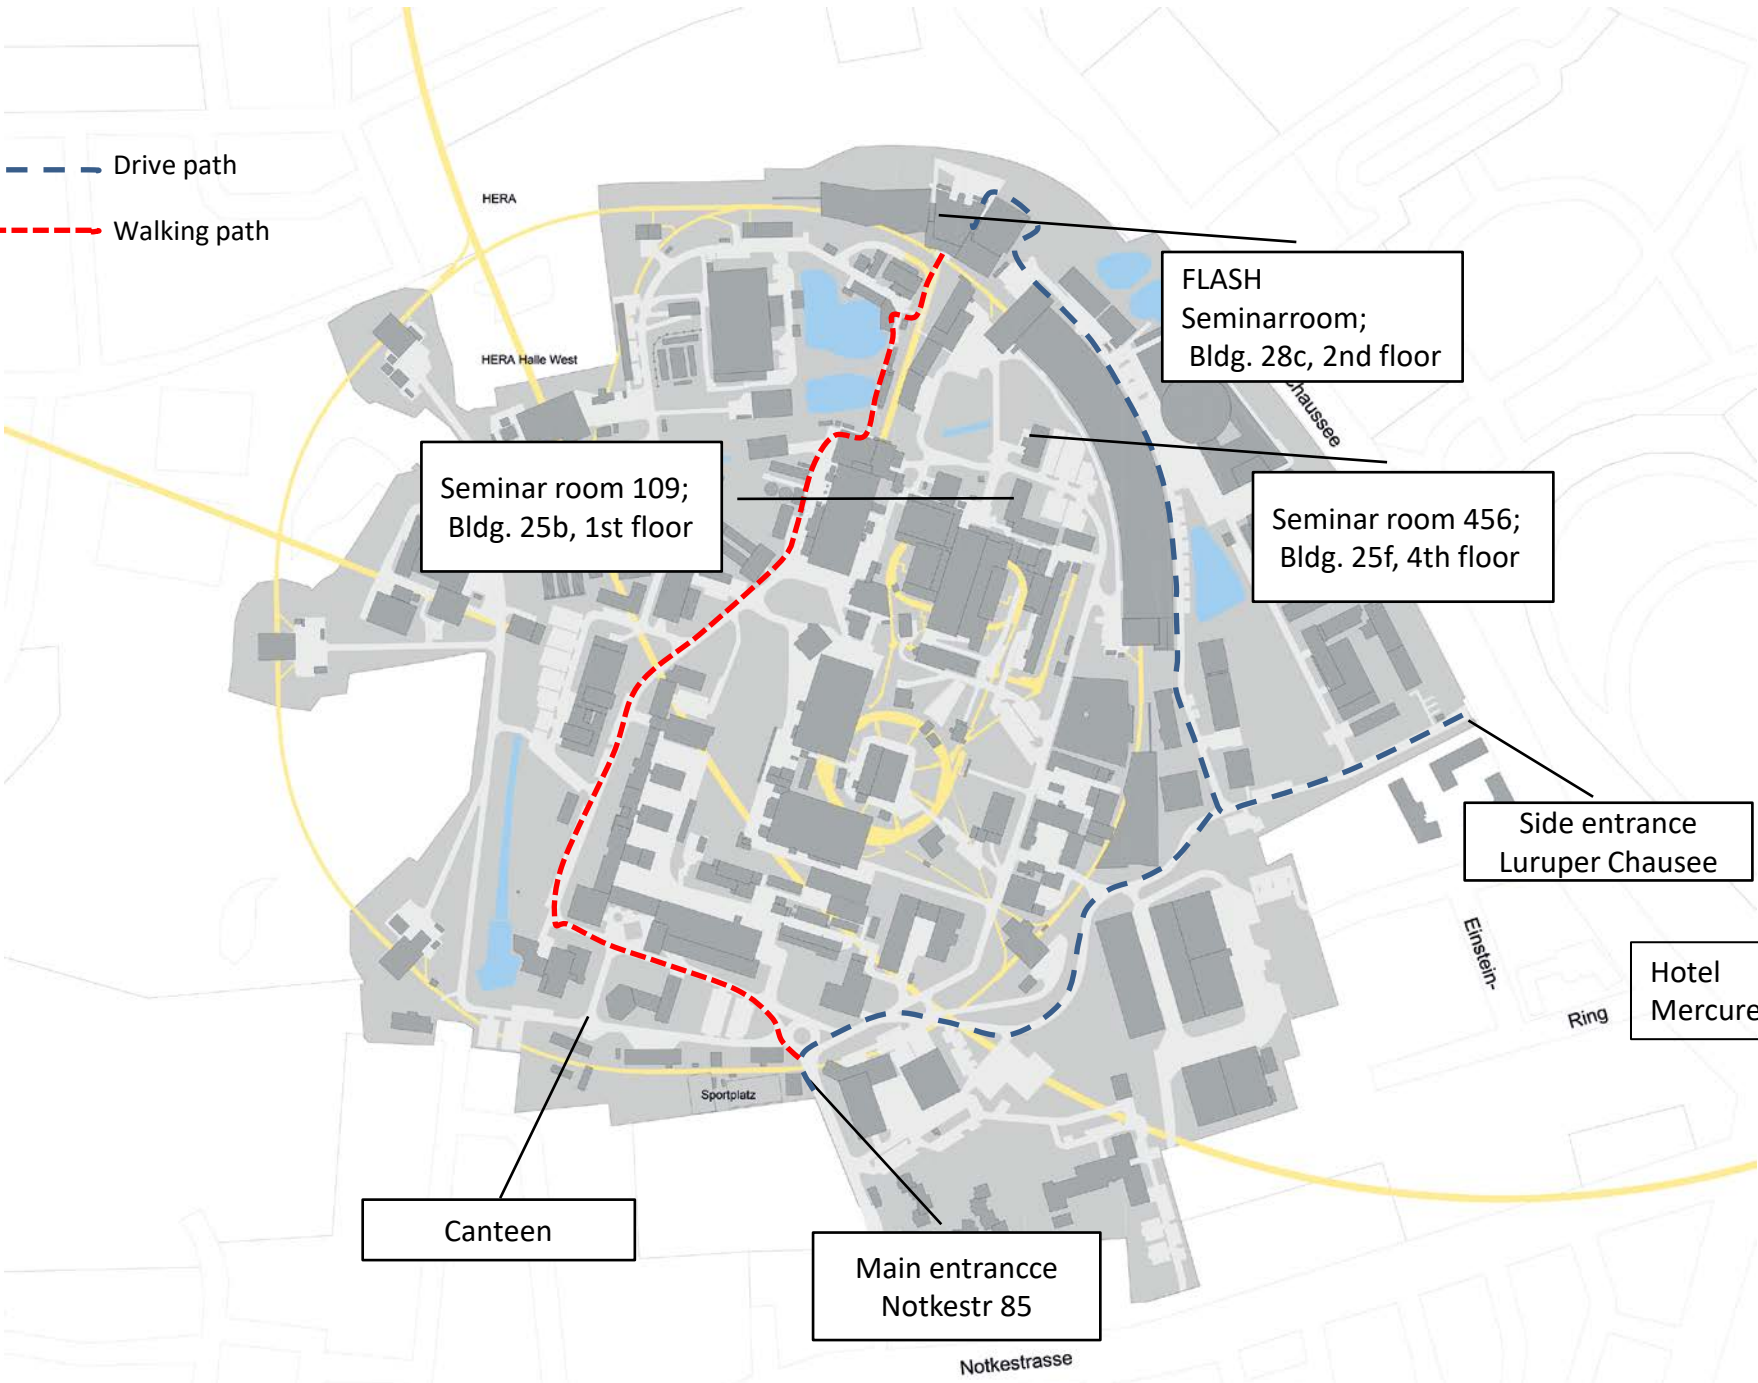 Drive path
Walking path
HERA
HERA Halle West
FLASH
Seminarroom;
Bldg. 28c, 2nd floor
chaussee
Seminar room 109;
Bldg. 25b, 1st floor
Seminar room 456;
Bldg. 25f, 4th floor
Side entrance
Luruper Chausee
Einstein-
Ring
Hotel
Mercure
Sportplatz
Canteen
Main entrancce
Notkestr 85
Notkestrasse